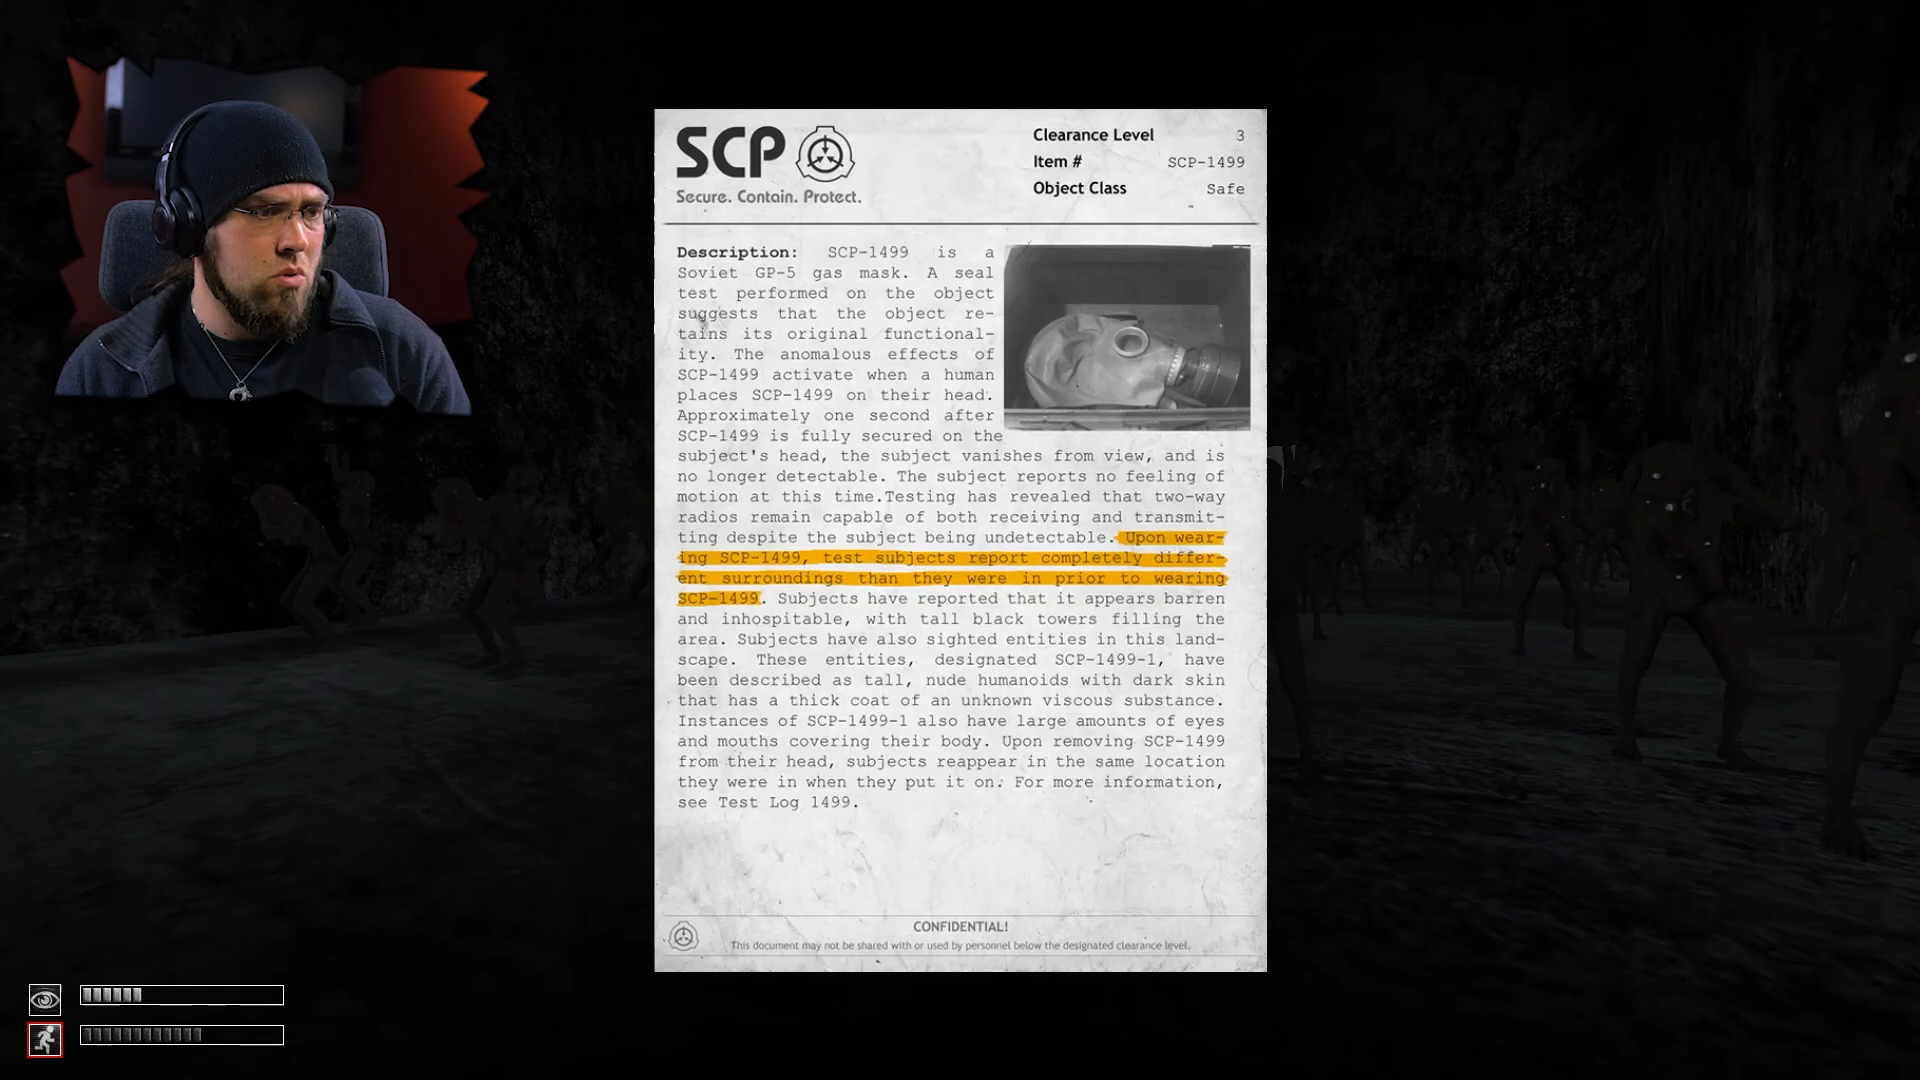 SCP
Secure. Contain. Protect.
Clearance Level 3
Item # SCP-1499
Object Class Safe
Description: SCP-1499 is a
Soviet GP-5 gas mask. A seal
test performed on the object
suggests that the object re-
tains its original functional-
ity. The anomalous effects of
SCP-1499 activate when a human
places SCP-1499 on their head.
Approximately one second after
SCP-1499 is fully secured on the
subject's head, the subject vanishes from view, and is
no longer detectable. The subject reports no feeling of
motion at this time.Testing has revealed that two-way
radios remain capable of both receiving and transmit-
ting despite the subject being undetectable. Upon wear-
ing SCP-1499, test subjects report completely differ-
ent surroundings than they were in prior to wearing
SCP-1499. Subjects have reported that it appears barren
and inhospitable, with tall black towers filling the
area. Subjects have also sighted entities in this land-
scape. These entities, designated SCP-1499-1, have
been described as tall, nude humanoids with dark skin
that has a thick coat of an unknown viscous substance.
Instances of SCP-1499-1 also have large amounts of eyes
and mouths covering their body. Upon removing SCP-1499
from their head, subjects reappear in the same location
they were in when they put it on. For more information,
see Test Log 1499.
CONFIDENTIAL!
This document may not be shared with or used by personnel below the designated clearance level.